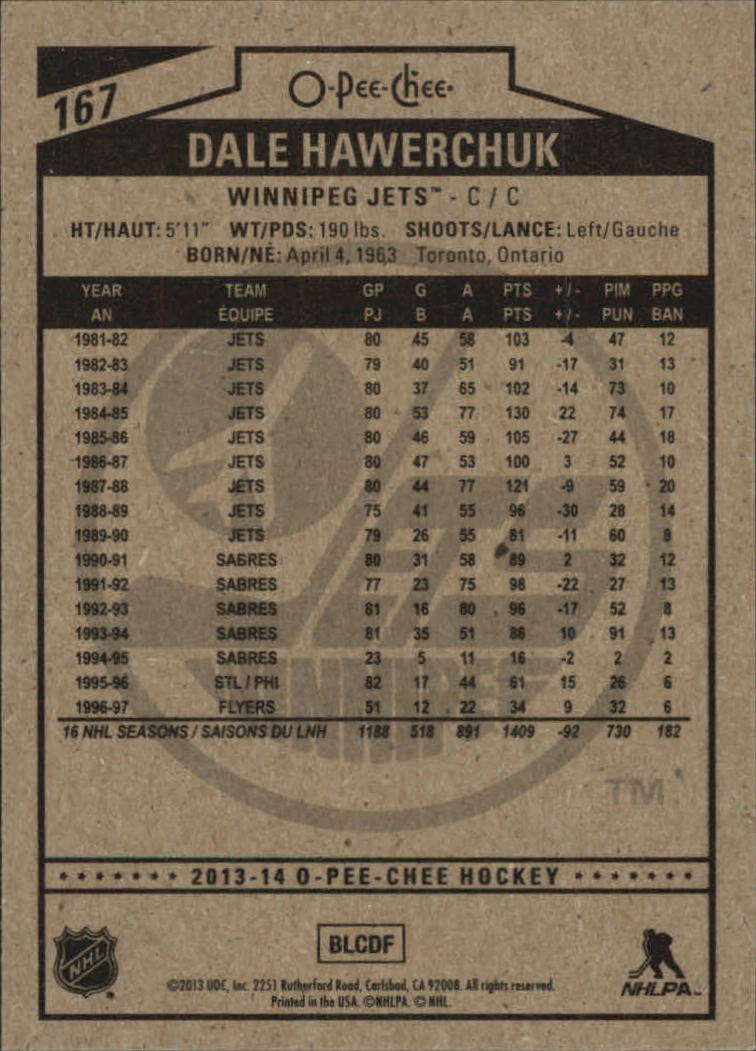 167
O-Pee-Chee
DALE HAWERCHUK
WINNIPEG JETS™ - C / C
HT/HAUT: 5'11" WT/PDS: 190 lbs. SHOOTS/LANCE: Left/Gauche
BORN/NÉ: April 4, 1963 Toronto, Ontario
YEAR TEAM GP G A PTS +/- PIM PPG
AN ÉQUIPE PJ B A PTS +/- PUN BAN
1981-82 JETS 80 45 58 103 -4 47 12
1982-83 JETS 79 40 51 91 -17 31 13
1983-84 JETS 80 37 65 102 -14 73 10
1984-85 JETS 80 53 77 130 22 74 17
1985-86 JETS 80 46 59 105 -27 44 18
1986-87 JETS 80 47 53 100 3 52 10
1987-88 JETS 80 44 77 121 -9 59 20
1988-89 JETS 75 41 55 96 -30 28 14
1989-90 JETS 79 26 55 81 -11 60 8
1990-91 SABRES 80 31 58 89 2 32 12
1991-92 SABRES 77 23 75 98 -22 27 13
1992-93 SABRES 81 16 80 96 -17 52 8
1993-94 SABRES 81 35 51 86 10 91 13
1994-95 SABRES 23 5 11 16 -2 2 2
1995-96 STL / PHI 82 17 44 61 15 26 6
1996-97 FLYERS 51 12 22 34 9 32 6
16 NHL SEASONS / SAISONS DU LNH 1188 518 891 1409 -92 730 182
JETS
WINNIPEG
TM
2013-14 O-PEE-CHEE HOCKEY
NHL
BLCDF
©2013 UDC, Inc. 2251 Rutherford Road, Carlsbad, CA 92008. All rights reserved.
Printed in the USA. ©NHLPA. © NHL.
NHLPA™